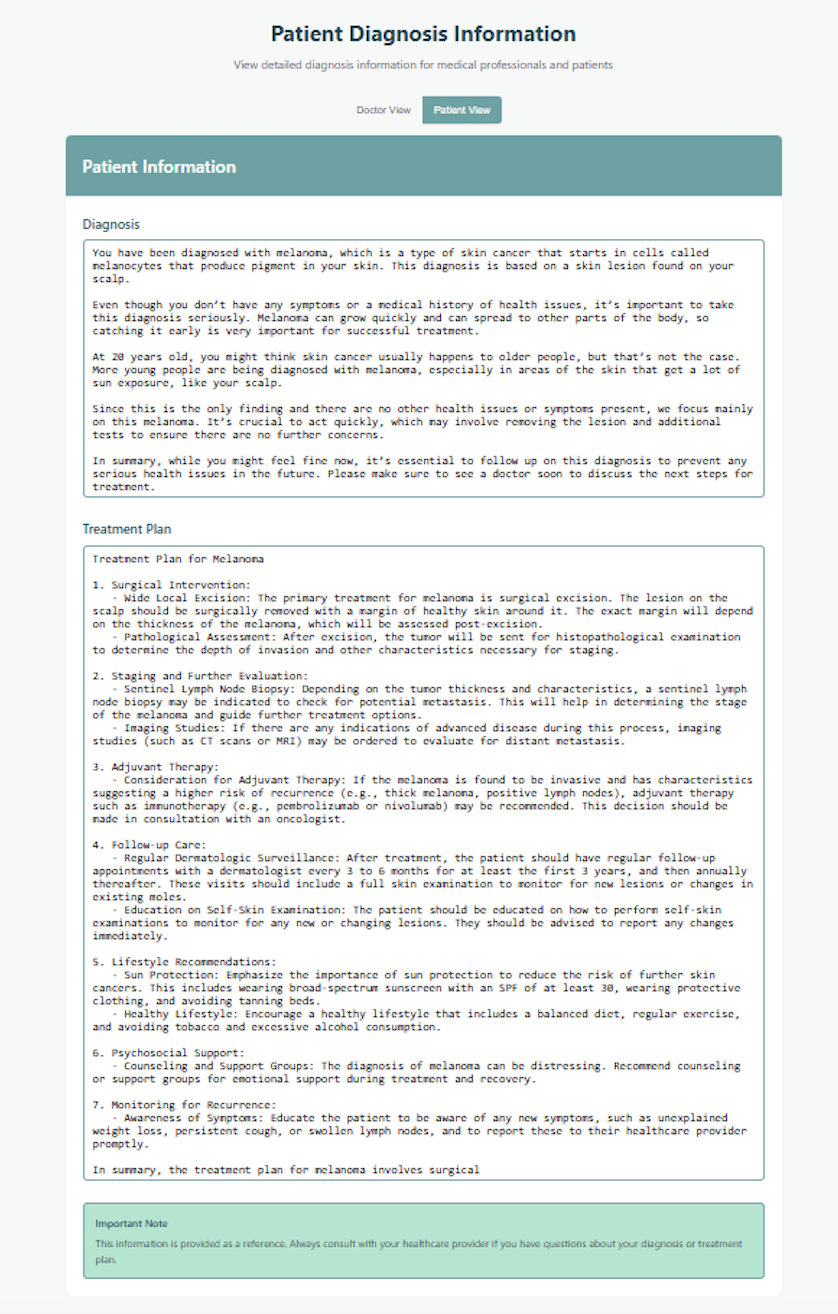 Patient Diagnosis Information
View detailed diagnosis information for medical professionals and patients
Doctor View
Patient View
Patient Information
Diagnosis
You have been diagnosed with melanoma, which is a type of skin cancer that starts in cells called
melanocytes that produce pigment in your skin. This diagnosis is based on a skin lesion found on your
scalp.
Even though you don't have any symptoms or a medical history of health issues, it's important to take
this diagnosis seriously. Melanoma can grow quickly and can spread to other parts of the body, so
catching it early is very important for successful treatment.
At 20 years old, you might think skin cancer usually happens to older people, but that's not the case.
More young people are being diagnosed with melanoma, especially in areas of the skin that get a lot of
sun exposure, like your scalp.
Since this is the only finding and there are no other health issues or symptoms present, we focus mainly
on this melanoma. It's crucial to act quickly, which may involve removing the lesion and additional
tests to ensure there are no further concerns.
In summary, while you might feel fine now, it's essential to follow up on this diagnosis to prevent any
serious health issues in the future. Please make sure to see a doctor soon to discuss the next steps for
treatment.
Treatment Plan
Treatment Plan for Melanoma
1. Surgical Intervention:
- Wide Local Excision: The primary treatment for melanoma is surgical excision. The lesion on the
scalp should be surgically removed with a margin of healthy skin around it. The exact margin will depend
on the thickness of the melanoma, which will be assessed post-excision.
- Pathological Assessment: After excision, the tumor will be sent for histopathological examination
to determine the depth of invasion and other characteristics necessary for staging.
2. Staging and Further Evaluation:
- Sentinel Lymph Node Biopsy: Depending on the tumor thickness and characteristics, a sentinel lymph
node biopsy may be indicated to check for potential metastasis. This will help in determining the stage
of the melanoma and guide further treatment options.
- Imaging Studies: If there are any indications of advanced disease during this process, imaging
studies (such as CT scans or MRI) may be ordered to evaluate for distant metastasis.
3. Adjuvant Therapy:
- Consideration for Adjuvant Therapy: If the melanoma is found to be invasive and has characteristics
suggesting a higher risk of recurrence (e.g., thick melanoma, positive lymph nodes), adjuvant therapy
such as immunotherapy (e.g., pembrolizumab or nivolumab) may be recommended. This decision should be
made in consultation with an oncologist.
4. Follow-up Care:
- Regular Dermatologic Surveillance: After treatment, the patient should have regular follow-up
appointments with a dermatologist every 3 to 6 months for at least the first 3 years, and then annually
thereafter. These visits should include a full skin examination to monitor for new lesions or changes in
existing moles.
- Education on Self-Skin Examination: The patient should be educated on how to perform self-skin
examinations to monitor for any new or changing lesions. They should be advised to report any changes
immediately.
5. Lifestyle Recommendations:
- Sun Protection: Emphasize the importance of sun protection to reduce the risk of further skin
cancers. This includes wearing broad-spectrum sunscreen with an SPF of at least 30, wearing protective
clothing, and avoiding tanning beds.
- Healthy Lifestyle: Encourage a healthy lifestyle that includes a balanced diet, regular exercise,
and avoiding tobacco and excessive alcohol consumption.
6. Psychosocial Support:
- Counseling and Support Groups: The diagnosis of melanoma can be distressing. Recommend counseling
or support groups for emotional support during treatment and recovery.
7. Monitoring for Recurrence:
- Awareness of Symptoms: Educate the patient to be aware of any new symptoms, such as unexplained
weight loss, persistent cough, or swollen lymph nodes, and to report these to their healthcare provider
promptly.
In summary, the treatment plan for melanoma involves surgical
Important Note
This information is provided as a reference. Always consult with your healthcare provider if you have questions about your diagnosis or treatment
plan.